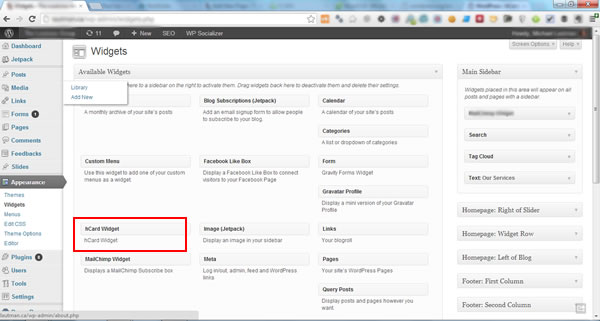 lautman.ca/wp-admin/widgets.php
11
New
SEO
WP Socializer
Screen Options
Help
Dashboard
Jetpack
Posts
Media
Links
Forms 1
Pages
Comments
Feedbacks
Slides
Appearance
Themes
Widgets
Menus
Edit CSS
Theme Options
Editor
Plugins
Users
Tools
Settings
Library
Add New
Widgets
Available Widgets
here to a sidebar on the right to activate them. Drag widgets back here to deactivate them and delete their settings.
A monthly archive of your site's posts
Blog Subscriptions (Jetpack)
Add an email signup form to allow people
to subscribe to your blog.
Calendar
A calendar of your site's posts
Categories
A list or dropdown of categories
Custom Menu
Use this widget to add one of your custom
menus as a widget.
Facebook Like Box
Display a Facebook Like Box to connect
visitors to your Facebook Page
Form
Gravity Forms Widget
Gravatar Profile
Display a mini version of your Gravatar
Profile
hCard Widget
hCard Widget
Image (Jetpack)
Display an image in your sidebar
Links
Your blogroll
MailChimp Widget
Displays a MailChimp Subscribe box
Meta
Log in/out, admin, feed and WordPress
links
Pages
Your site's WordPress Pages
Query Posts
Display posts and pages however you
want
Main Sidebar
Widgets placed in this area will appear on
all posts and pages with a sidebar
Search
Tag Cloud
Text: Our Services
Homepage: Right of Slider
Homepage: Widget Row
Homepage: Left of Blog
Footer: First Column
Footer: Second Column
lautman.ca/wp-admin/about.php